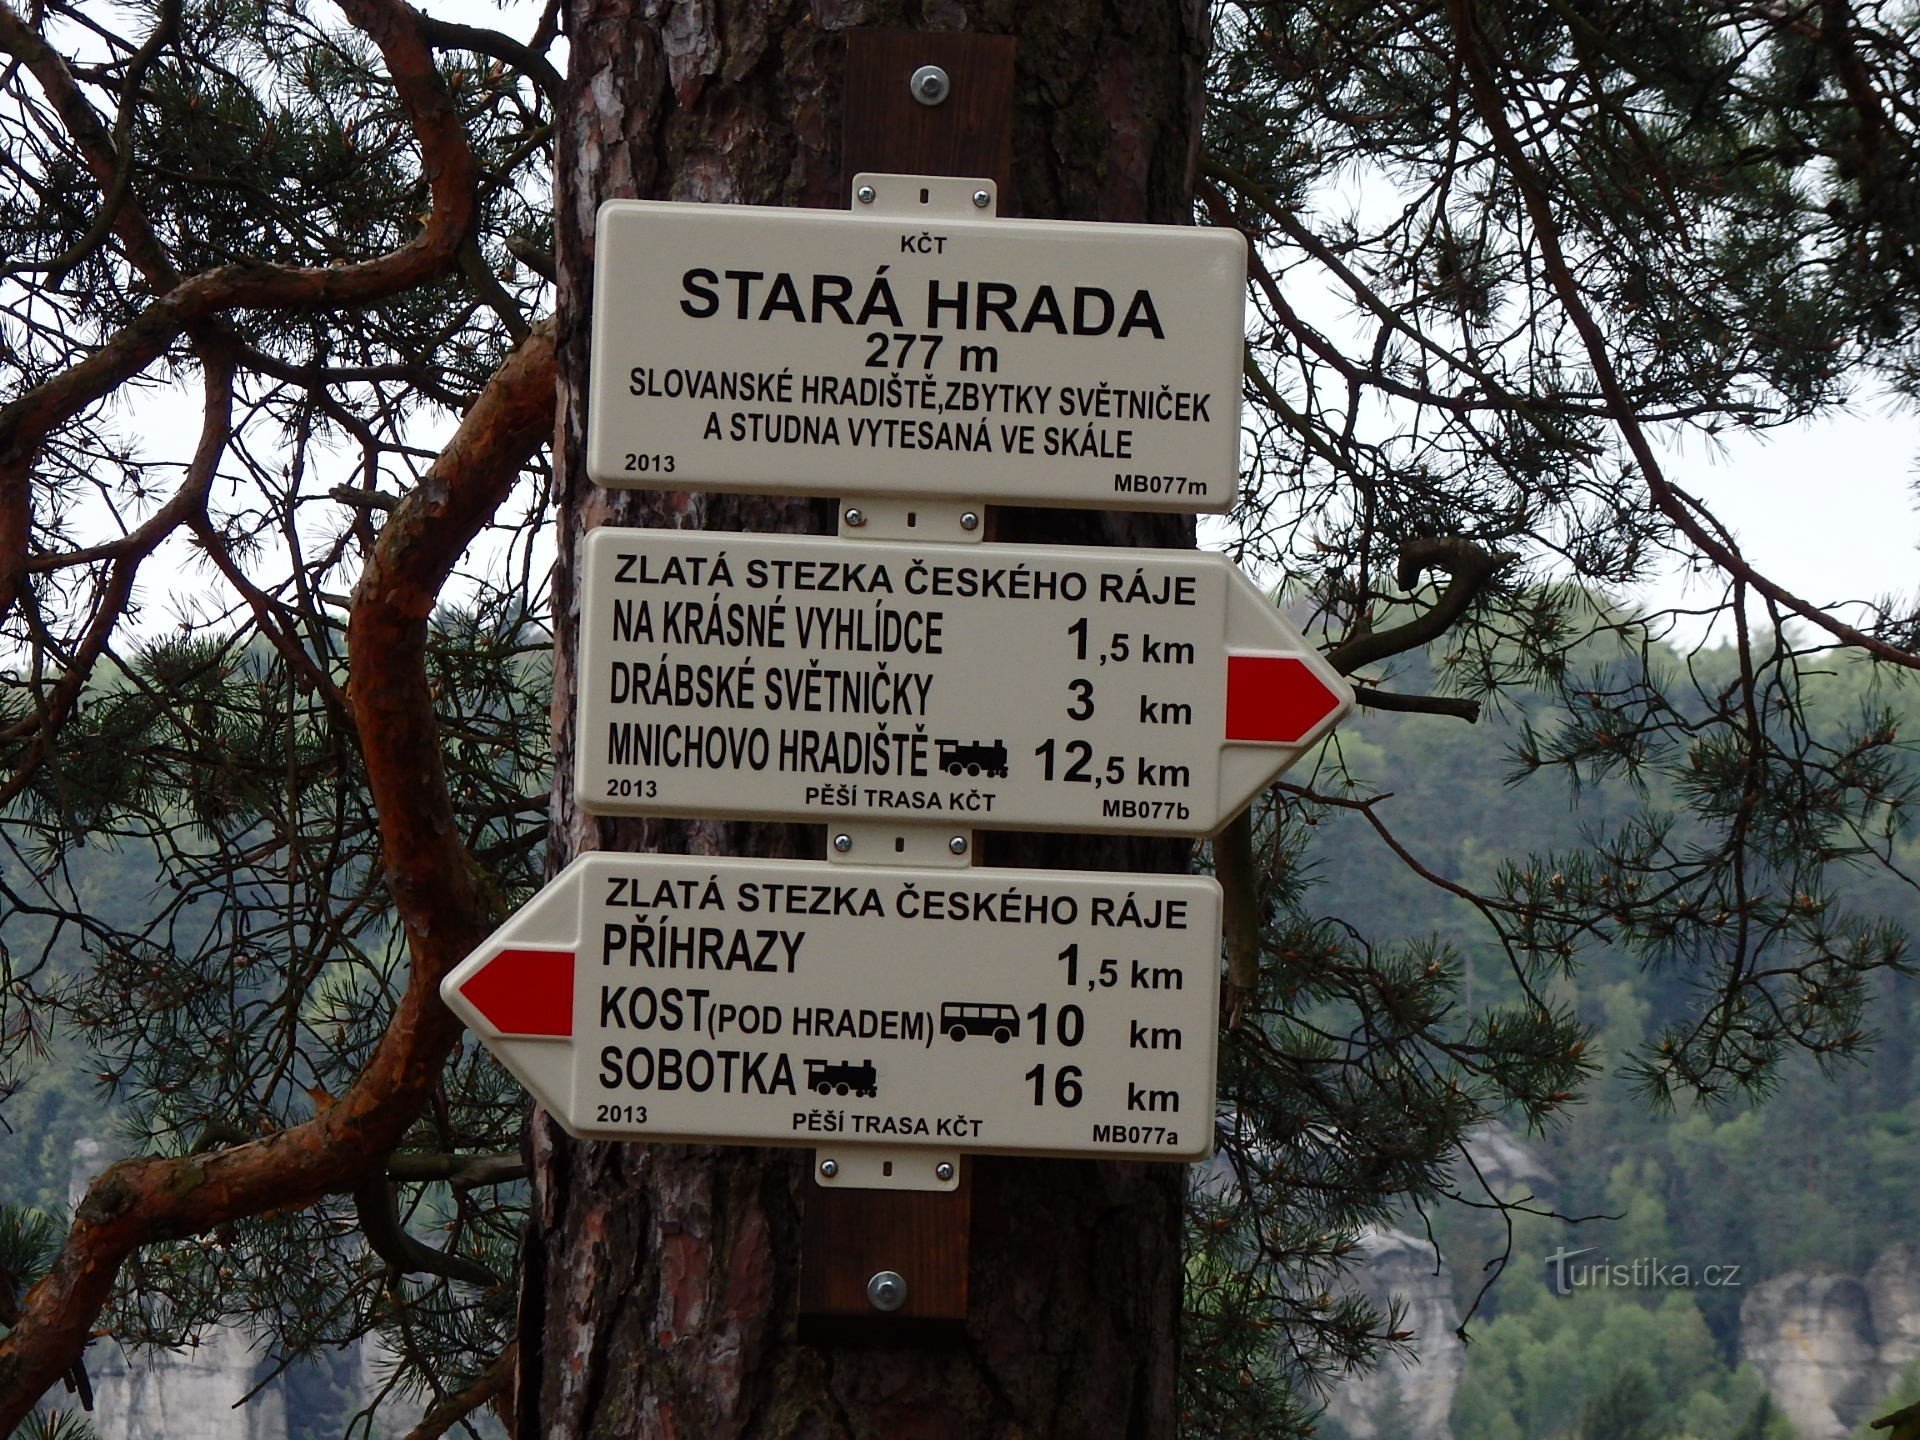 KČT
STARÁ HRADA
277 m
SLOVANSKÉ HRADIŠTĚ,ZBYTKY SVĚTNIČEK
A STUDNA VYTESANÁ VE SKÁLE
2013 MB077m
ZLATÁ STEZKA ČESKÉHO RÁJE
NA KRÁSNÉ VYHLÍDCE 1,5 km
DRÁBSKÉ SVĚTNIČKY 3 km
MNICHOVO HRADIŠTĚ 12,5 km
2013 PĚŠÍ TRASA KČT MB077b
ZLATÁ STEZKA ČESKÉHO RÁJE
PŘÍHRAZY 1,5 km
KOST(POD HRADEM) 10 km
SOBOTKA 16 km
2013 PĚŠÍ TRASA KČT MB077a
Turistika.cz